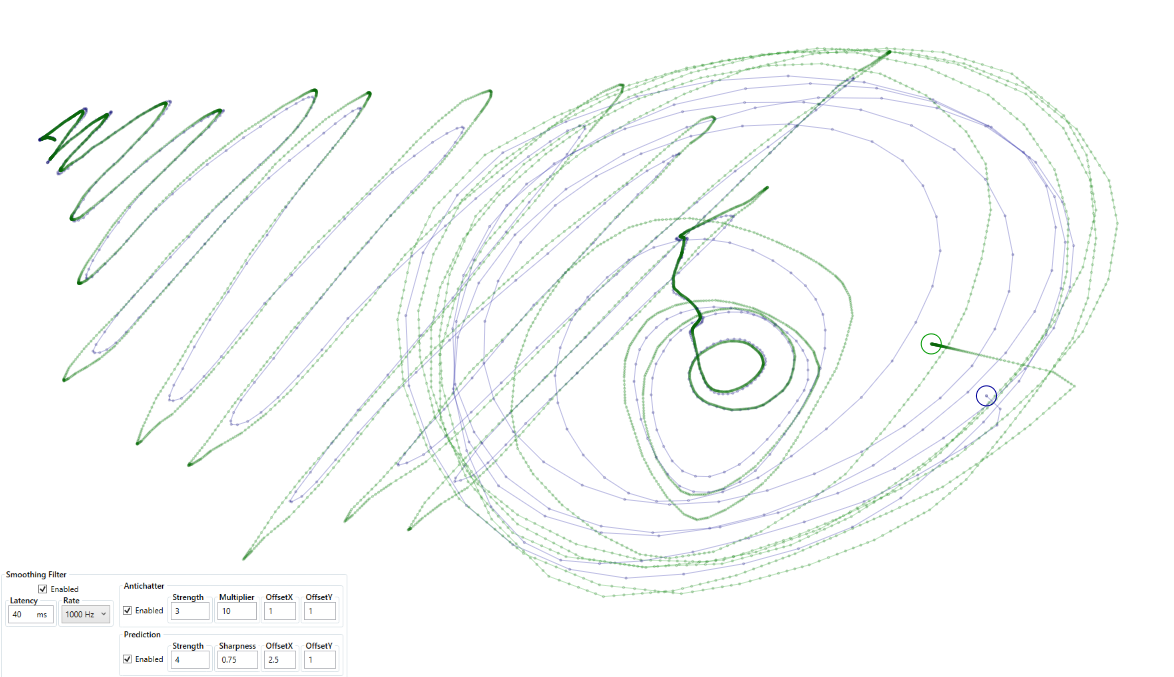 Smoothing Filter
Enabled
Latency Rate
40 ms 1000 Hz
Antichatter
Strength Multiplier OffsetX OffsetY
Enabled 3 10 1 1
Prediction
Strength Sharpness OffsetX OffsetY
Enabled 4 0.75 2.5 1